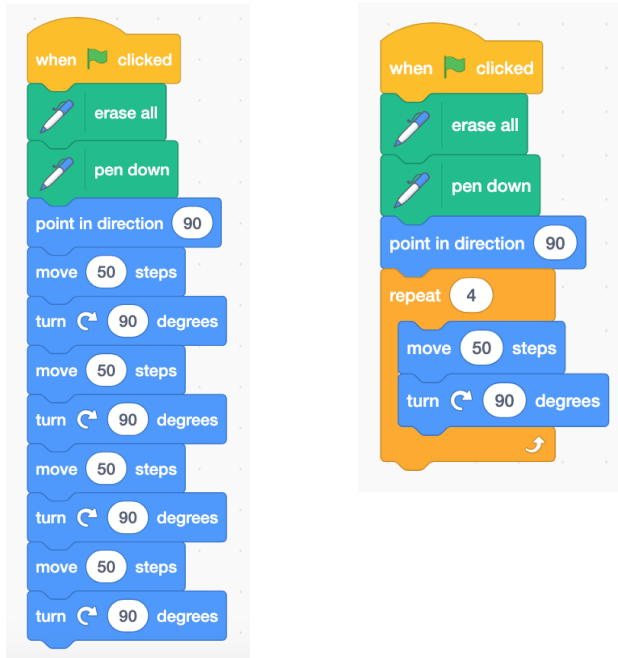 when clicked
erase all
pen down
point in direction 90
move 50 steps
turn 90 degrees
move 50 steps
turn 90 degrees
move 50 steps
turn 90 degrees
move 50 steps
turn 90 degrees
when clicked
erase all
pen down
point in direction 90
repeat 4
move 50 steps
turn 90 degrees